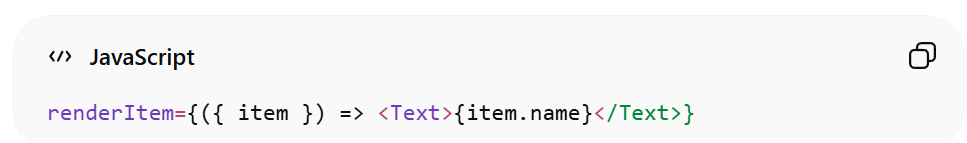 JavaScript
renderItem={({ item }) => <Text>{item.name}</Text>}